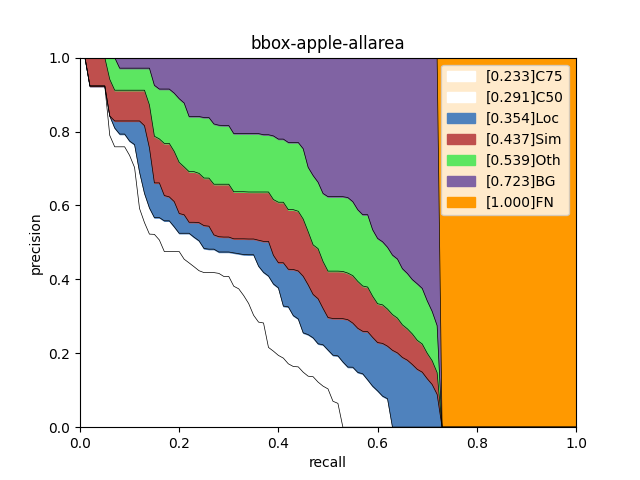 bbox-apple-allarea
1.0
0.8
0.6
0.4
0.2
0.0
precision
[0.233]C75
[0.291]C50
[0.354]Loc
[0.437]Sim
[0.539]Oth
[0.723]BG
[1.000]FN
0.0 0.2 0.4 0.6 0.8 1.0
recall